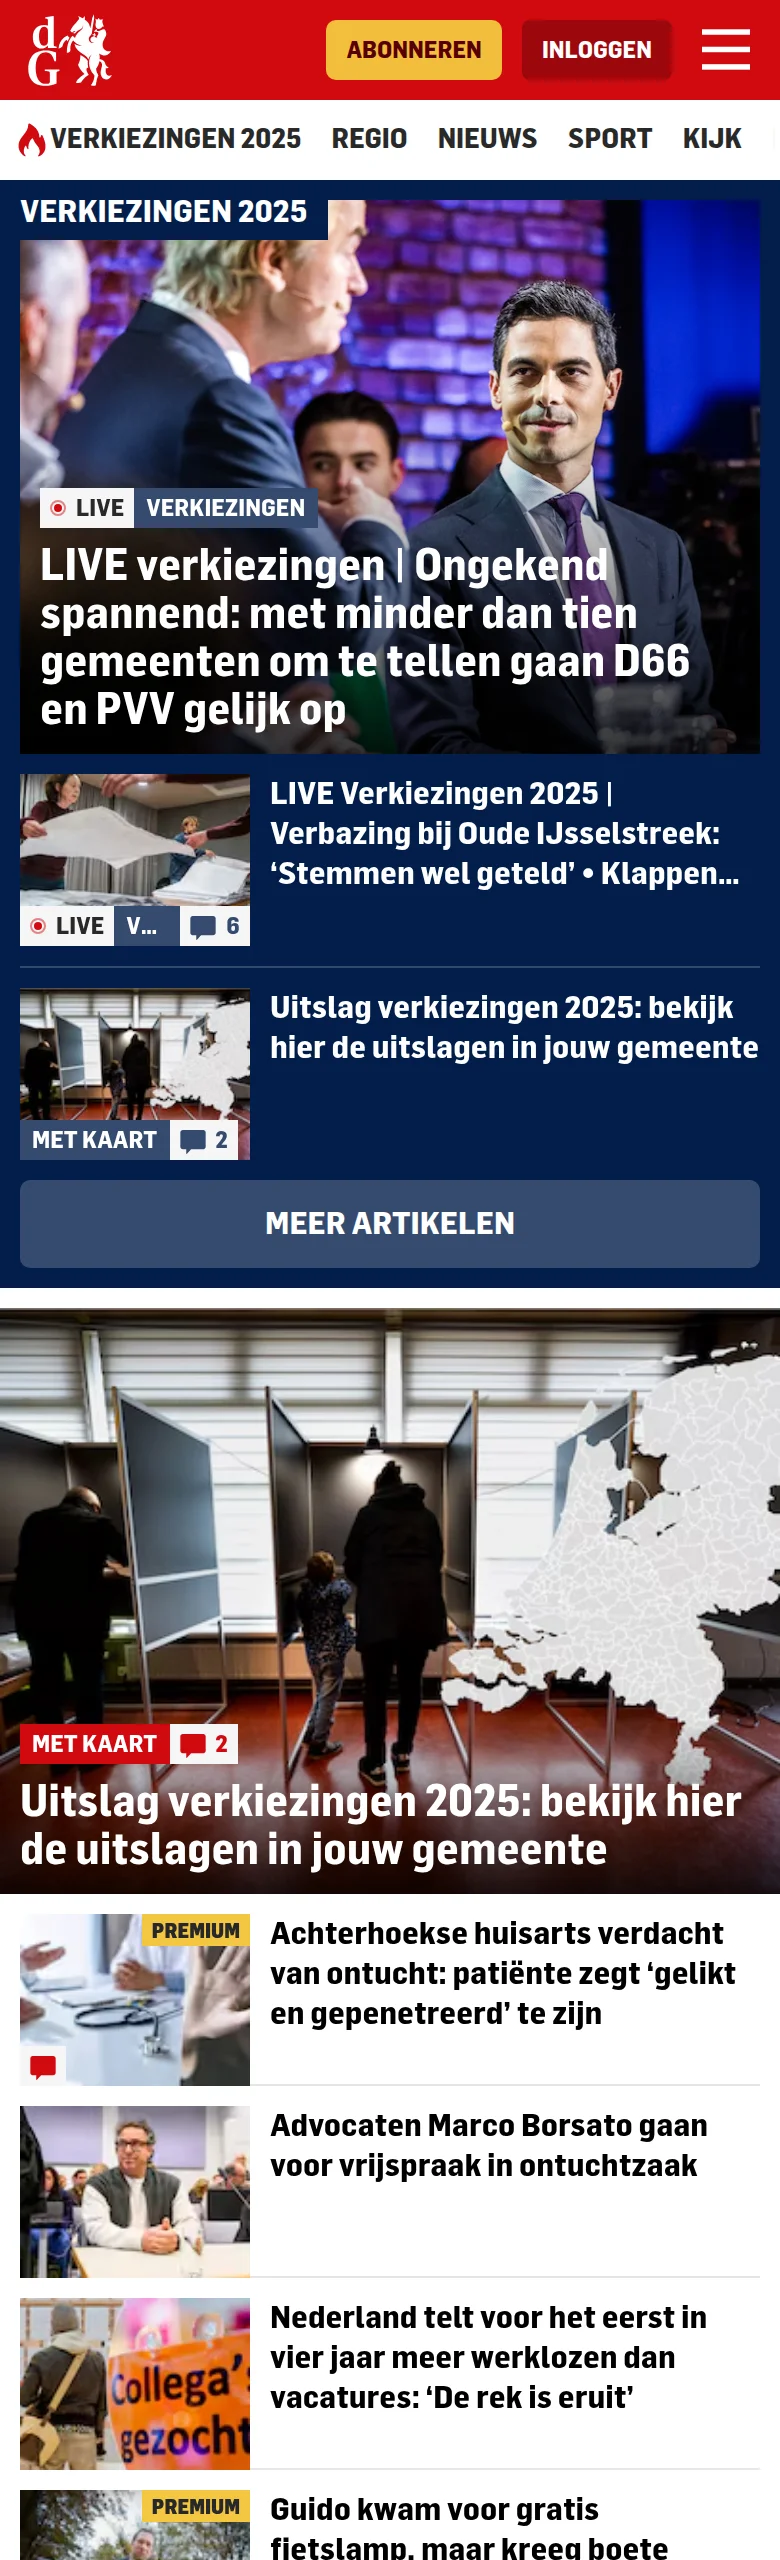 dG
ABONNEREN
INLOGGEN
VERKIEZINGEN 2025
REGIO
NIEUWS
SPORT
KIJK
VERKIEZINGEN 2025
LIVE
VERKIEZINGEN
LIVE verkiezingen | Ongekend
spannend: met minder dan tien
gemeenten om te tellen gaan D66
en PVV gelijk op
LIVE Verkiezingen 2025 |
Verbazing bij Oude IJsselstreek:
‘Stemmen wel geteld’ • Klappen...
LIVE
V...
6
Uitslag verkiezingen 2025: bekijk
hier de uitslagen in jouw gemeente
MET KAART
2
MEER ARTIKELEN
MET KAART
2
Uitslag verkiezingen 2025: bekijk hier
de uitslagen in jouw gemeente
PREMIUM
Achterhoekse huisarts verdacht
van ontucht: patiënte zegt ‘gelikt
en gepenetreerd’ te zijn
Advocaten Marco Borsato gaan
voor vrijspraak in ontuchtzaak
Collega's
gezocht
Nederland telt voor het eerst in
vier jaar meer werklozen dan
vacatures: ‘De rek is eruit’
PREMIUM
Guido kwam voor gratis
fietslamp, maar kreeg boete